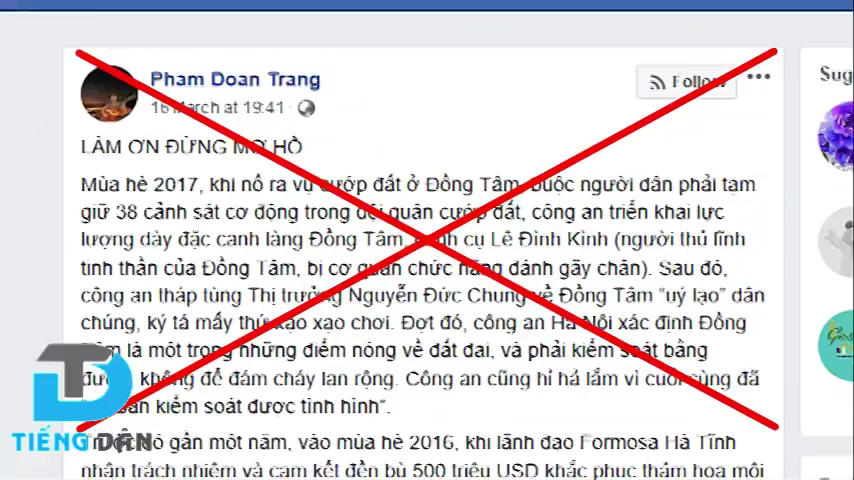 Pham Doan Trang
16 March at 19:41 ·
Follow
Sug
LÀM ƠN ĐỪNG MƠ HỒ
Mùa hè 2017, khi nổ ra vụ cướp đất ở Đồng Tâm, buộc người dân phải tạm
giữ 38 cảnh sát cơ động trong đội quân cướp đất, công an triển khai lực
lượng dày đặc canh làng Đồng Tâm, canh cụ Lê Đình Kình (người thủ lĩnh
tinh thần của Đồng Tâm, bị cơ quan chức năng đánh gãy chân). Sau đó,
công an tháp tùng Thị trưởng Nguyễn Đức Chung về Đồng Tâm "uý lạo" dân
chúng, ký tá mấy thứ xạo xạo chơi. Đợt đó, công an Hà Nội xác định Đồng
là một trong những điểm nóng về đất đai, và phải kiểm soát bằng
được, không để đám cháy lan rộng. Công an cũng hỉ hả lắm vì cuối cùng đã
kiểm soát được tình hình".
đó gần một năm, vào mùa hè 2016, khi lãnh đạo Formosa Hà Tĩnh
nhận trách nhiệm và cam kết đền bù 500 triệu USD khắc phục thảm họa môi
TD
TIẾNG DÂN